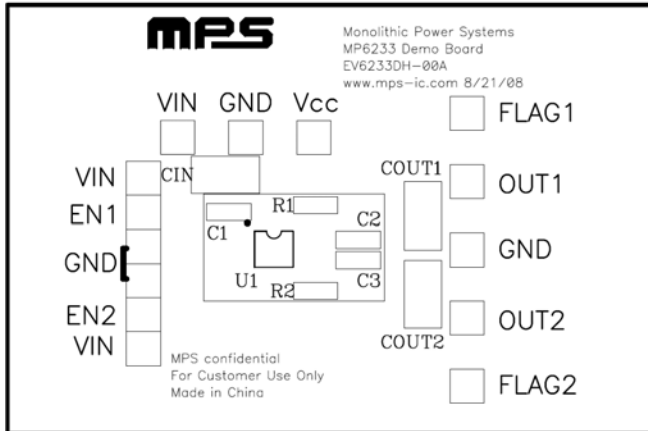 mps
Monolithic Power Systems
MP6233 Demo Board
EV6233DH-00A
www.mps-ic.com 8/21/08
VIN GND Vcc
FLAG1
VIN
CIN
COUT1
OUT1
EN1
R1
C1
C2
GND
GND
U1
C3
R2
EN2
OUT2
VIN
COUT2
MPS confidential
For Customer Use Only
Made in China
FLAG2